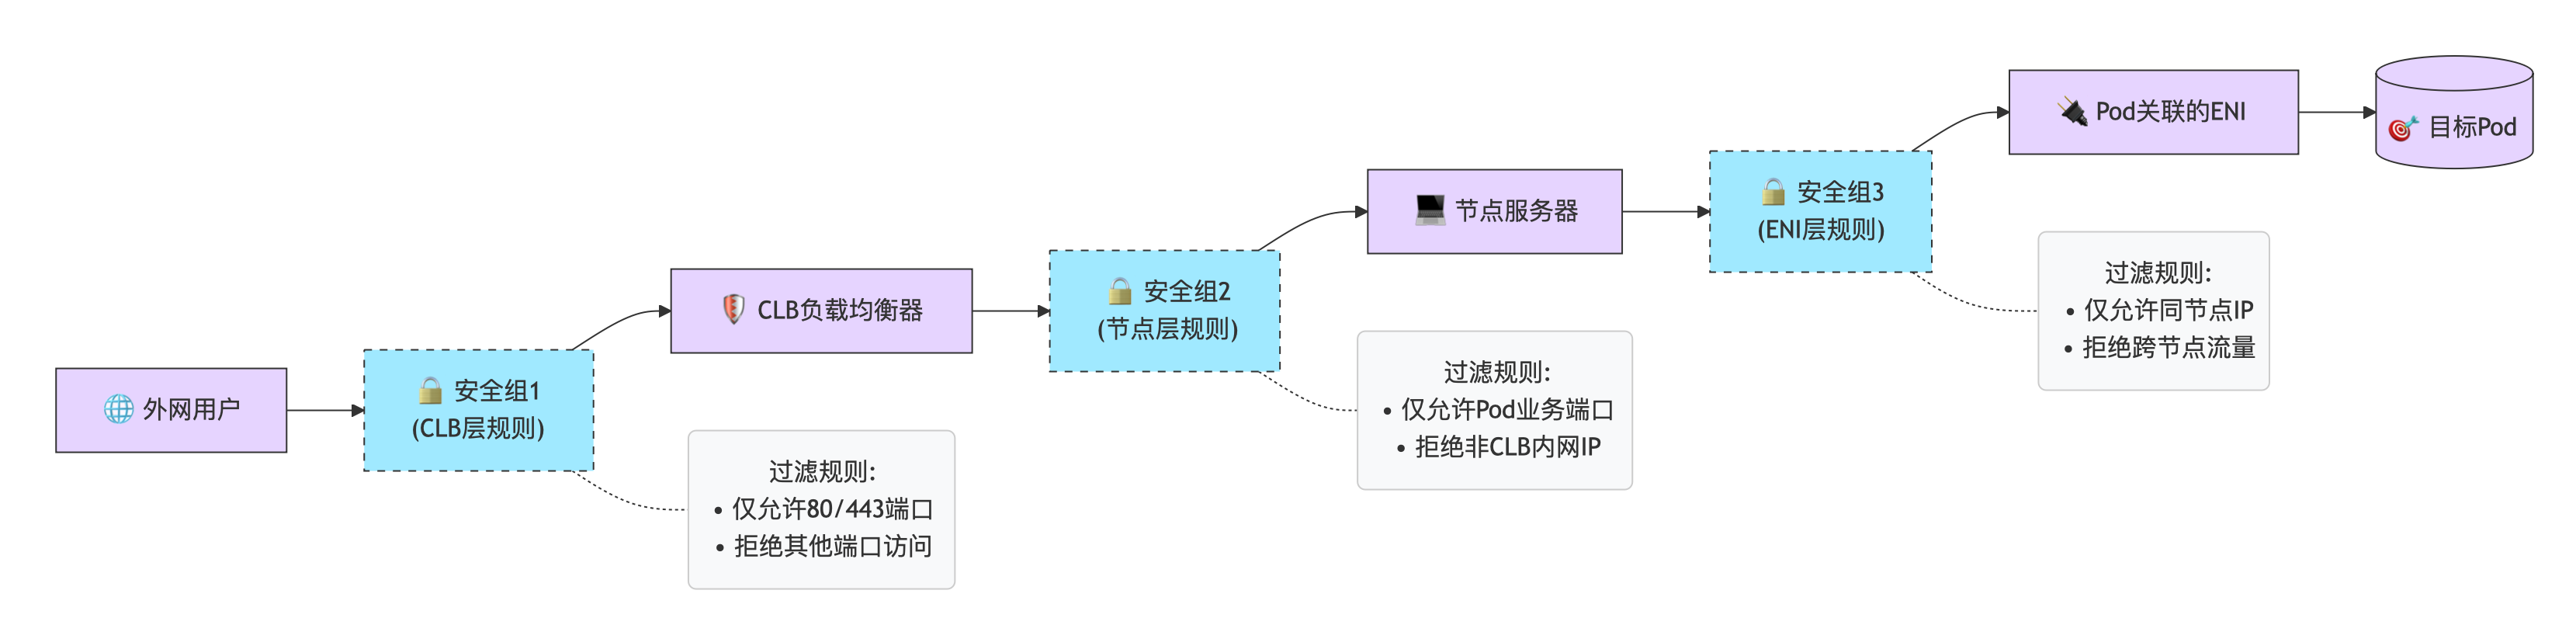 外网用户
安全组1
(CLB层规则)
过滤规则:
• 仅允许80/443端口
• 拒绝其他端口访问
CLB负载均衡器
安全组2
(节点层规则)
过滤规则:
• 仅允许Pod业务端口
• 拒绝非CLB内网IP
节点服务器
安全组3
(ENI层规则)
过滤规则:
• 仅允许同节点IP
• 拒绝跨节点流量
Pod关联的ENI
目标Pod